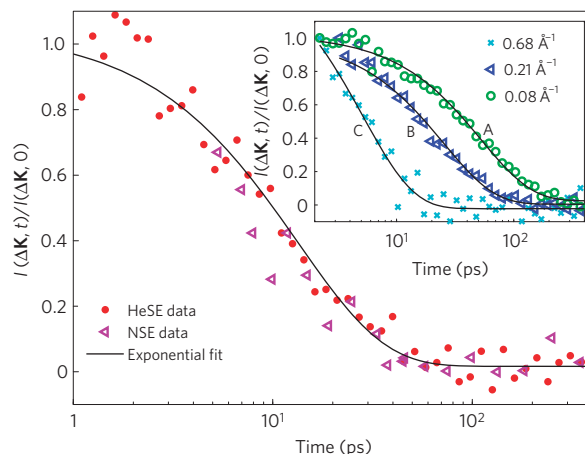 I(ΔK, t)/I(ΔK, 0)
1.0
0.8
0.6
0.4
0.2
0
1
10¹
10²
Time (ps)
HeSE data
NSE data
Exponential fit
I(ΔK, t)/I(ΔK, 0)
1.0
0.8
0.6
0.4
0.2
0
10¹
10²
Time (ps)
0.68 Å⁻¹
0.21 Å⁻¹
0.08 Å⁻¹
C
B
A